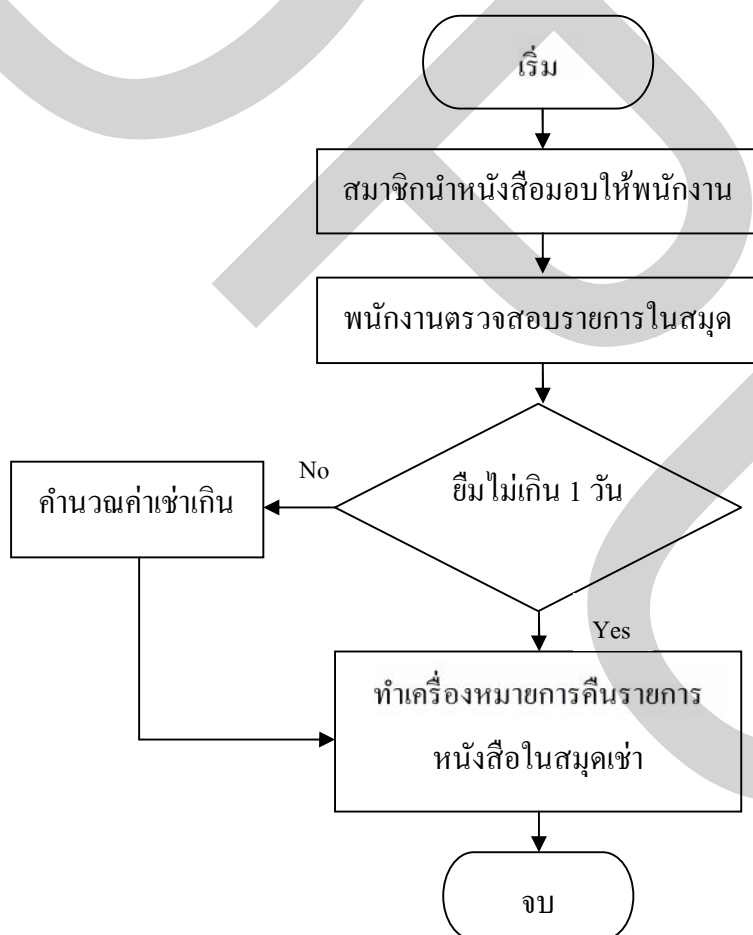 เริ่ม
สมาชิกนำหนังสือมอบให้พนักงาน
พนักงานตรวจสอบรายการในสมุด
ยืมไม่เกิน 1 วัน
No
คำนวณค่าเช่าเกิน
Yes
ทำเครื่องหมายการคืนรายการ
หนังสือในสมุดเช่า
จบ